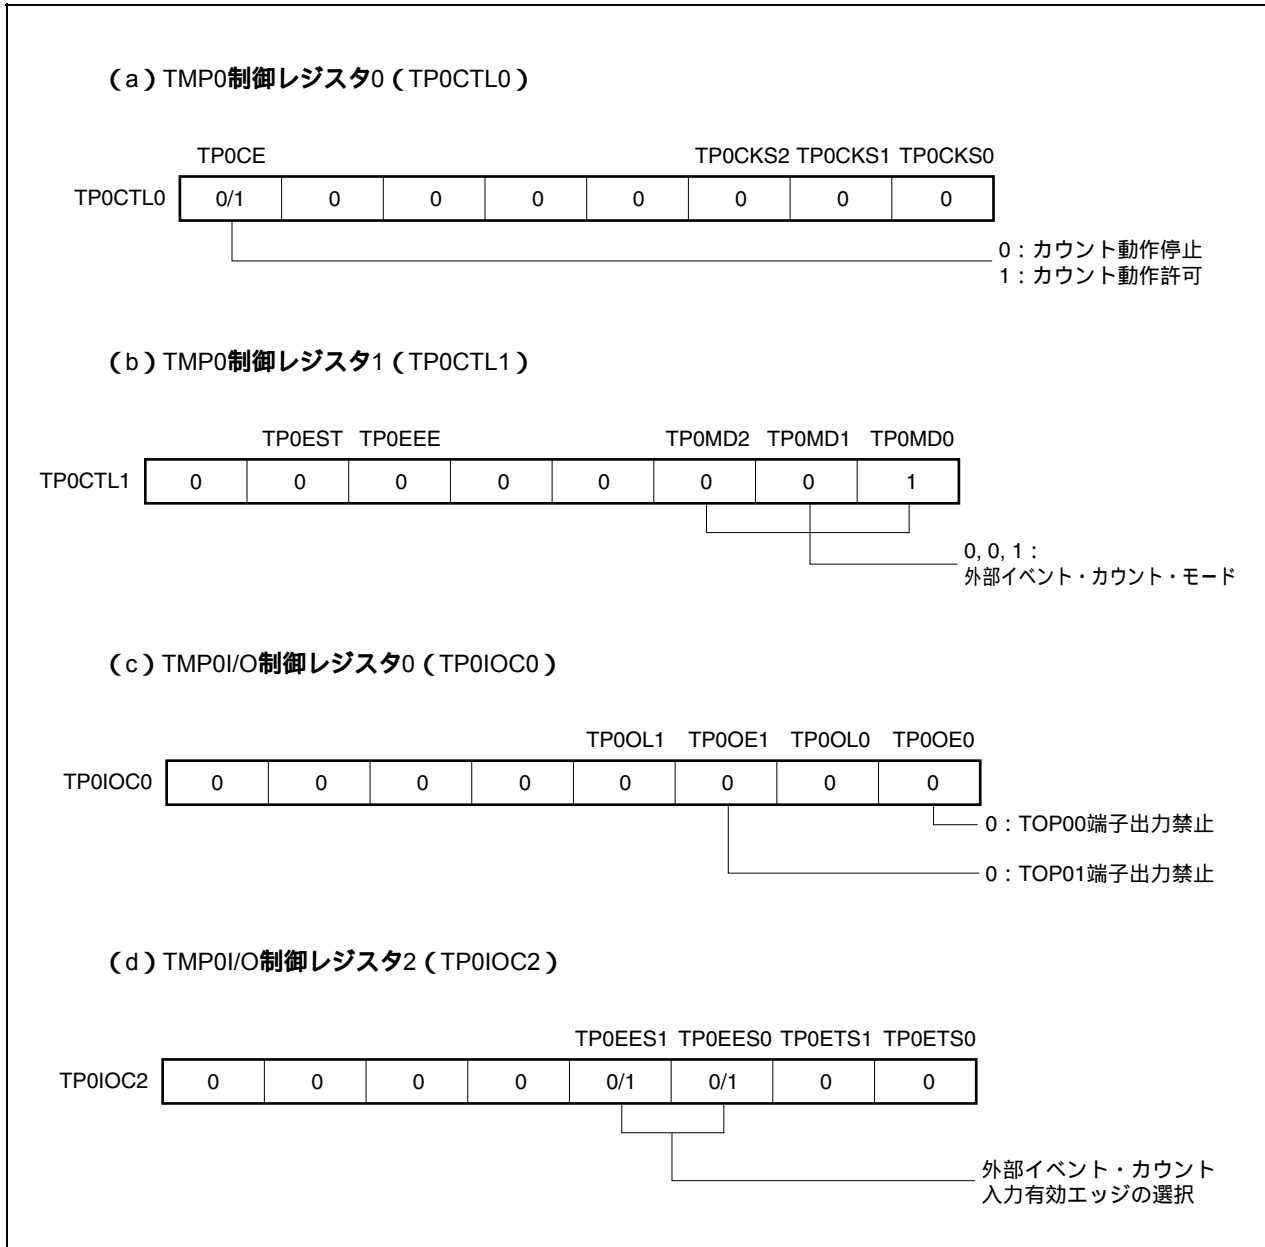 (a)TMP0制御レジスタ0(TP0CTL0)
TP0CE TP0CKS2 TP0CKS1 TP0CKS0
TP0CTL0 0/1 0 0 0 0 0 0 0
0:カウント動作停止
1:カウント動作許可
(b)TMP0制御レジスタ1(TP0CTL1)
TP0EST TP0EEE TP0MD2 TP0MD1 TP0MD0
TP0CTL1 0 0 0 0 0 0 0 1
0, 0, 1:
外部イベント・カウント・モード
(c)TMP0I/O制御レジスタ0(TP0IOC0)
TP0OL1 TP0OE1 TP0OL0 TP0OE0
TP0IOC0 0 0 0 0 0 0 0 0
0:TOP00端子出力禁止
0:TOP01端子出力禁止
(d)TMP0I/O制御レジスタ2(TP0IOC2)
TP0EES1 TP0EES0 TP0ETS1 TP0ETS0
TP0IOC2 0 0 0 0 0/1 0/1 0 0
外部イベント・カウント
入力有効エッジの選択